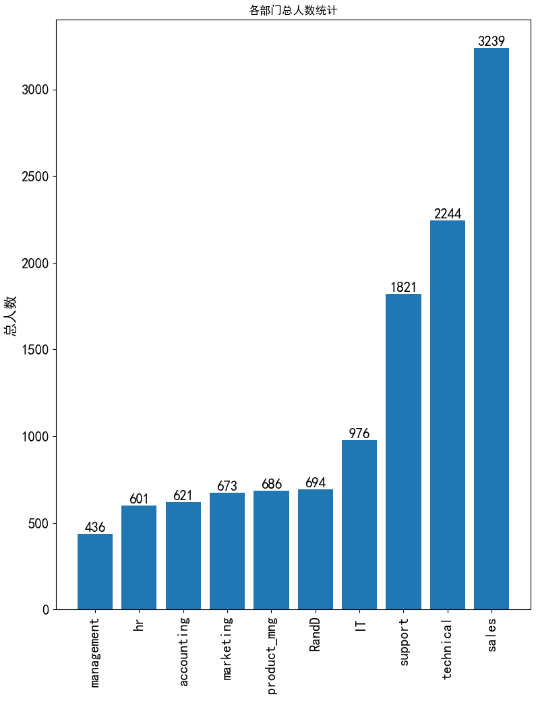 各部门总人数统计
总人数
3000
2500
2000
1500
1000
500
0
436
601
621
673
686
694
976
1821
2244
3239
management
hr
accounting
marketing
product_mng
RandD
IT
support
technical
sales